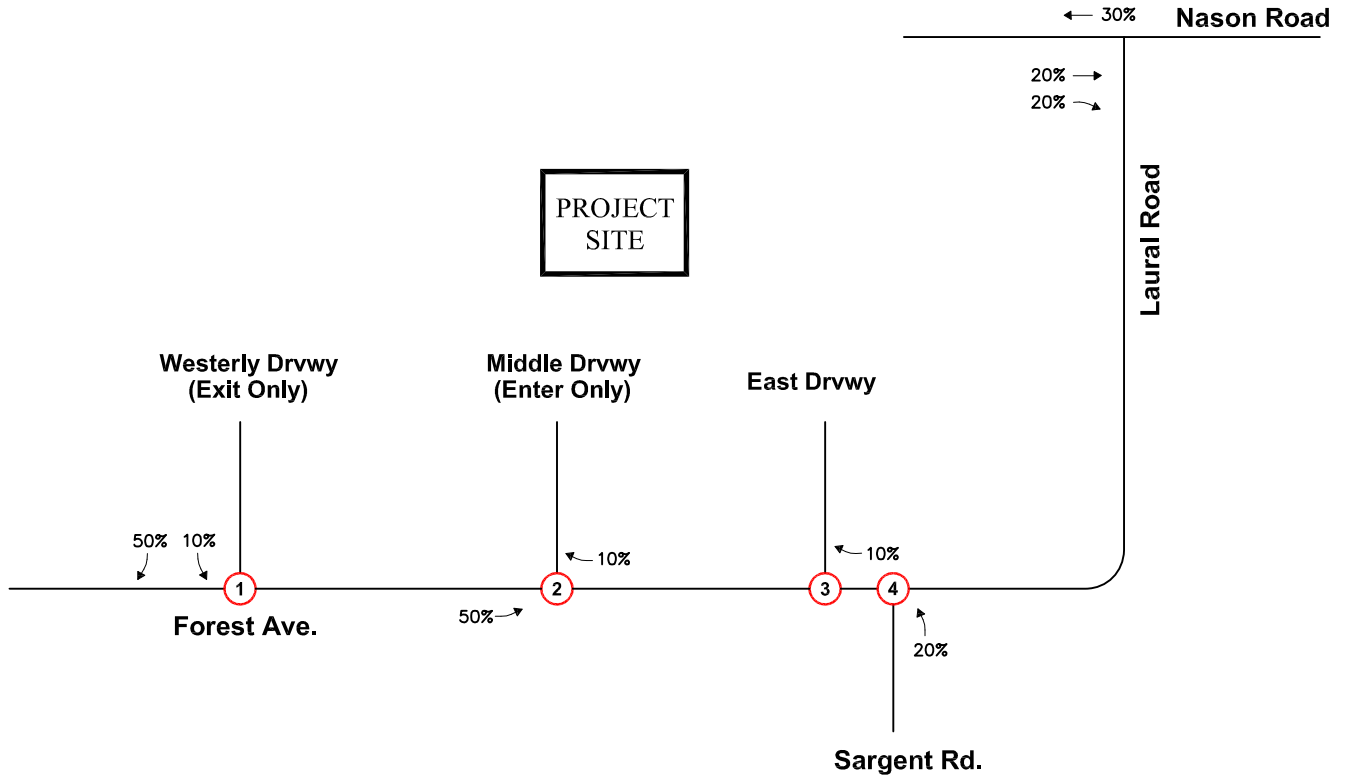 30% Nason Road
20%
20%
PROJECT
SITE
Laural Road
Westerly Drvwy
(Exit Only)
Middle Drvwy
(Enter Only)
East Drvwy
50% 10%
10%
10%
1
2
3
4
50%
Forest Ave.
20%
Sargent Rd.